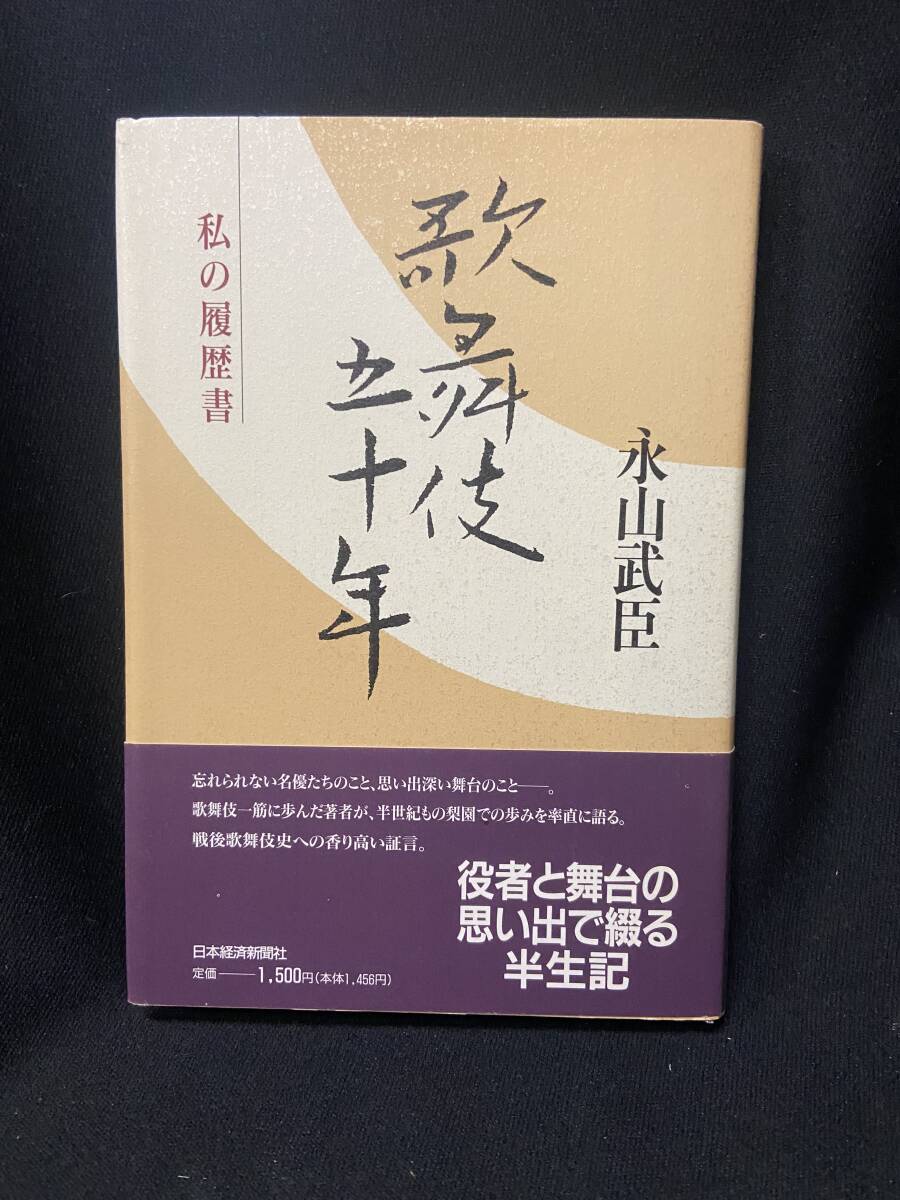 永山武臣
歌舞伎
五十年
私の履歴書
忘れられない名優たちのこと、思い出深い舞台のこと——。
歌舞伎一筋に歩んだ著者が、半世紀もの梨園での歩みを率直に語る。
戦後歌舞伎史への香り高い証言。
役者と舞台の
思い出で綴る
半生記
日本経済新聞社
定価——1,500円(本体1,456円)